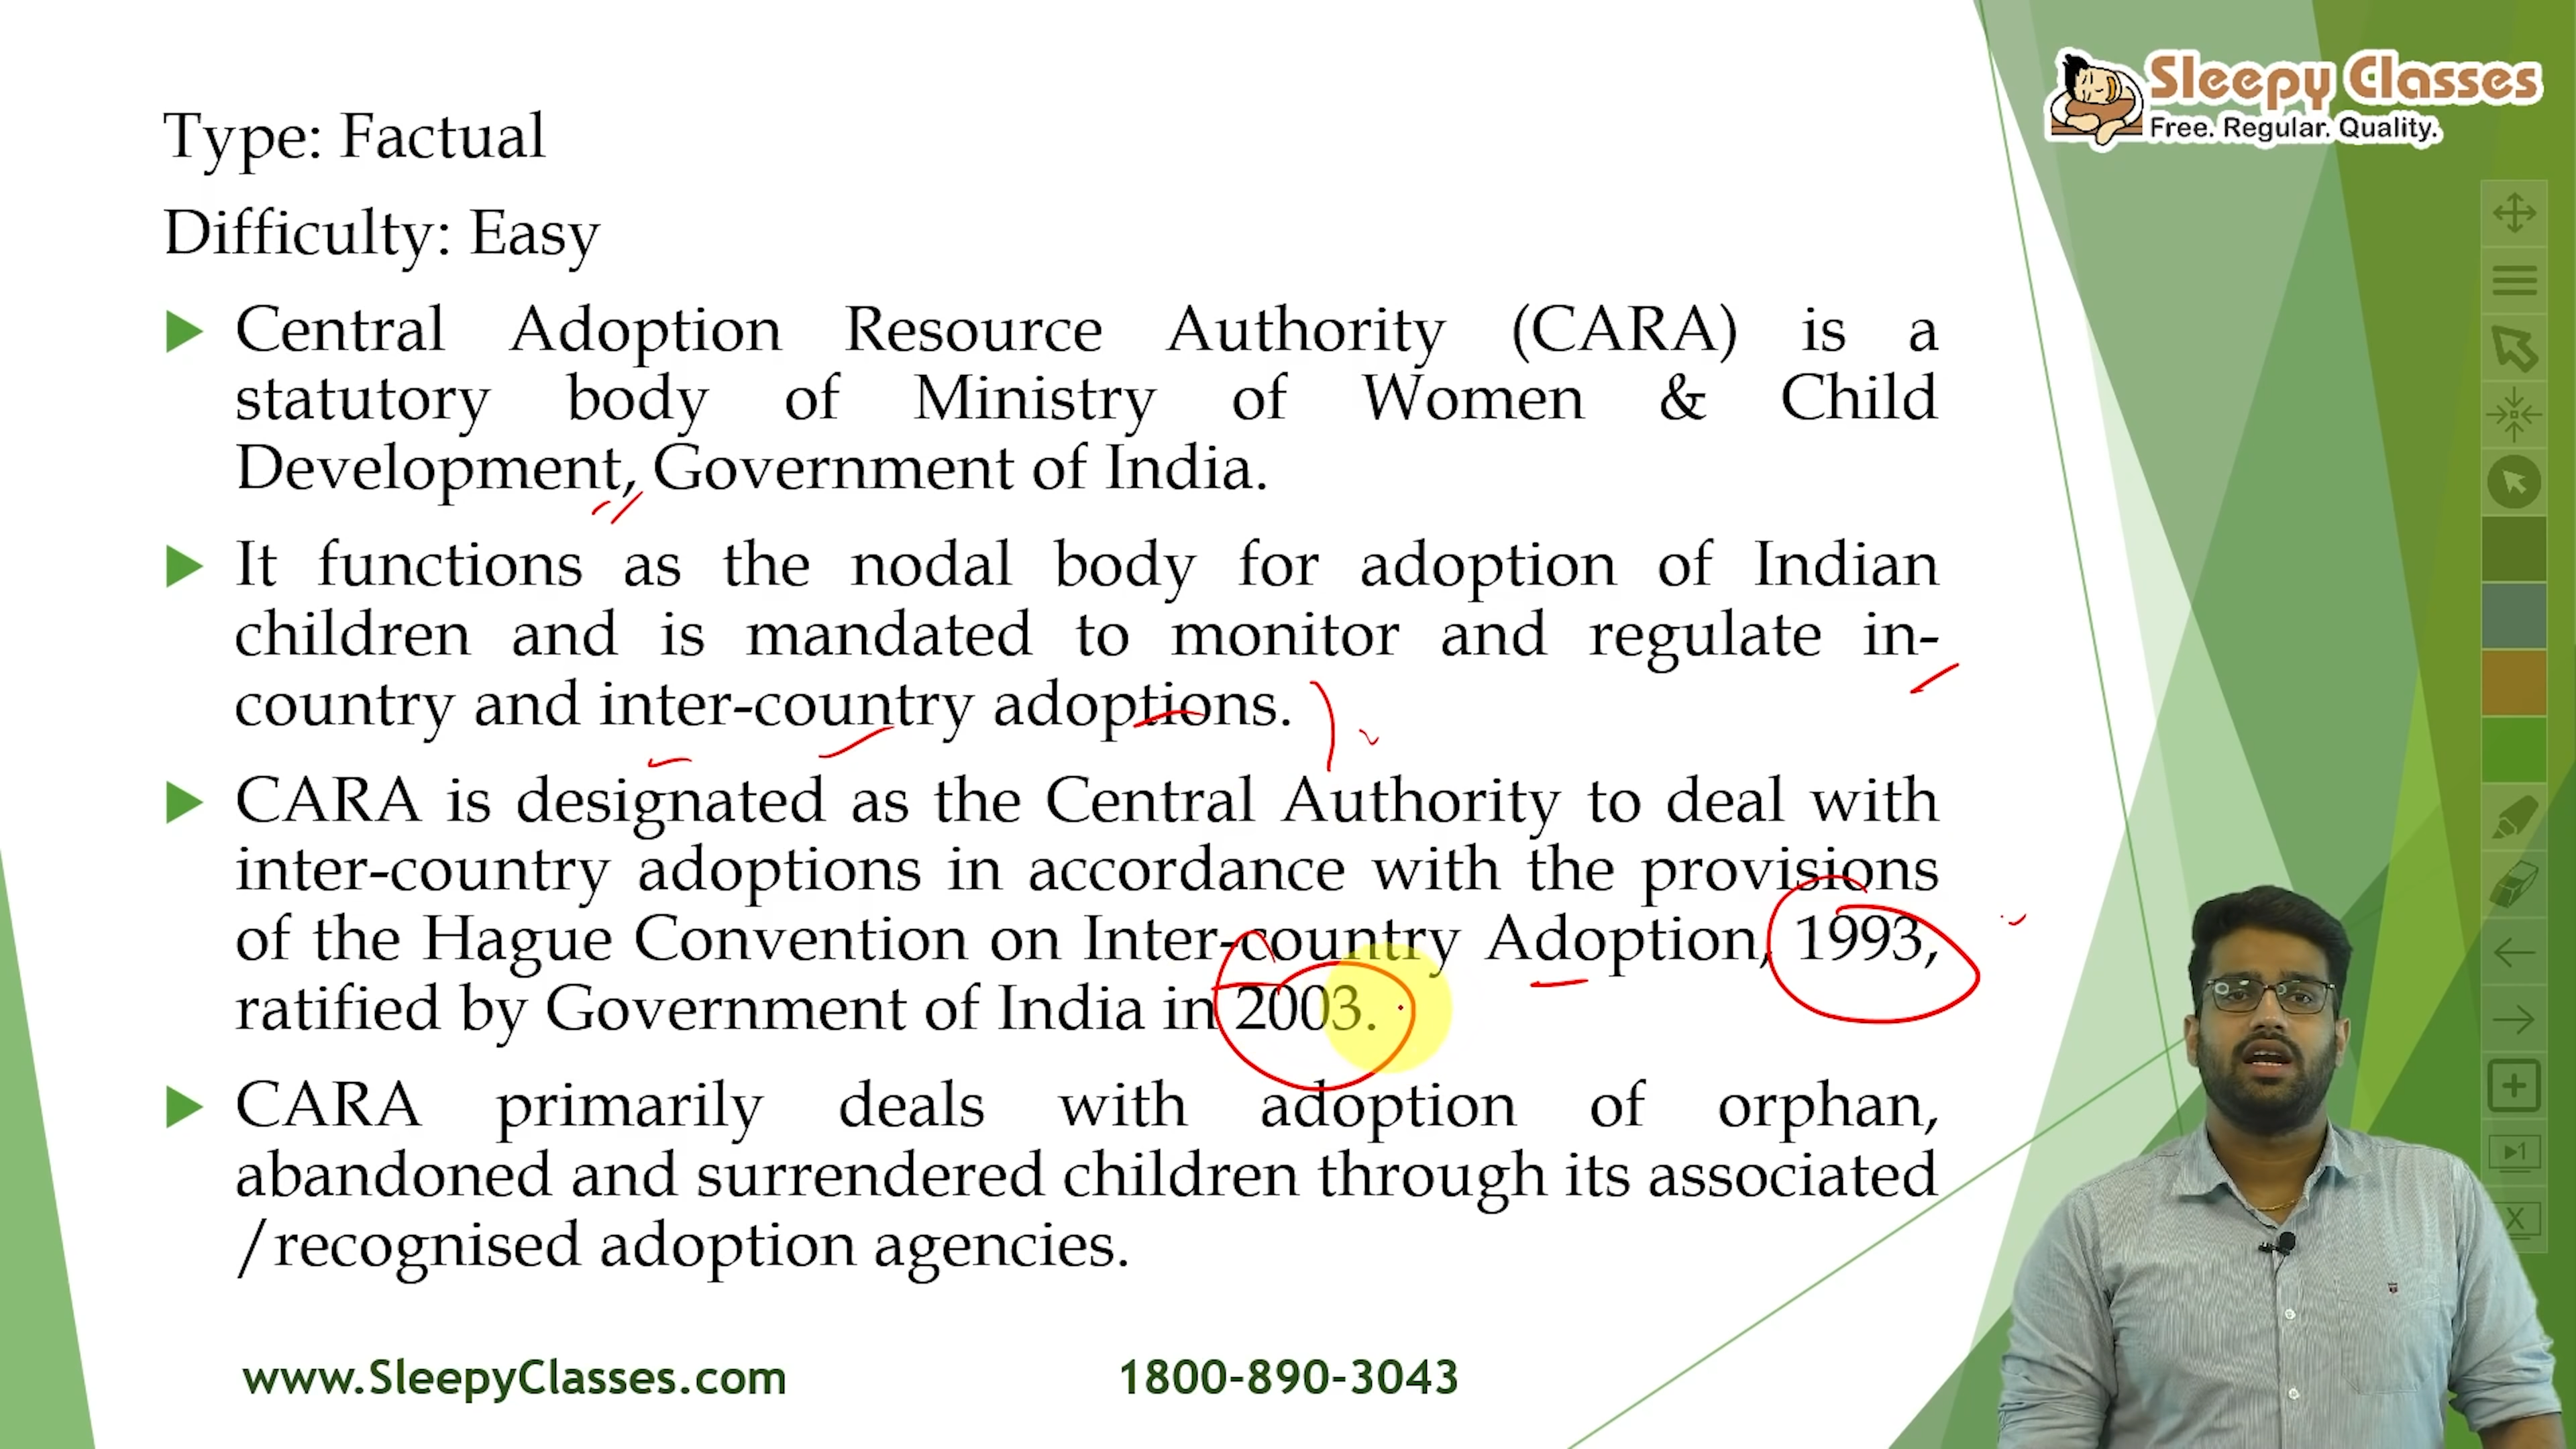 Sleepy Classes
Free. Regular. Quality.
Type: Factual
Difficulty: Easy
Central Adoption Resource Authority (CARA) is a
statutory body of Ministry of Women & Child
Development, Government of India.
It functions as the nodal body for adoption of Indian
children and is mandated to monitor and regulate in-
country and inter-country adoptions.
CARA is designated as the Central Authority to deal with
inter-country adoptions in accordance with the provisions
of the Hague Convention on Inter-country Adoption, 1993,
ratified by Government of India in 2003.
CARA primarily deals with adoption of orphan,
abandoned and surrendered children through its associated
/recognised adoption agencies.
www.SleepyClasses.com 1800-890-3043